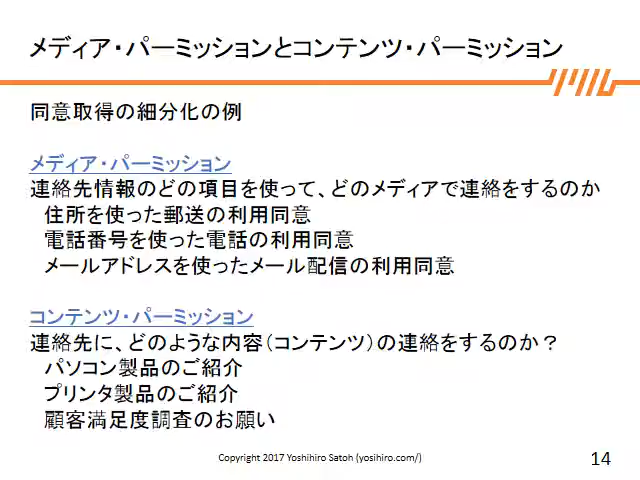 メディア・パーミッションとコンテンツ・パーミッション
同意取得の細分化の例
メディア・パーミッション
連絡先情報のどの項目を使って、どのメディアで連絡をするのか
住所を使った郵送の利用同意
電話番号を使った電話の利用同意
メールアドレスを使ったメール配信の利用同意
コンテンツ・パーミッション
連絡先に、どのような内容(コンテンツ)の連絡をするのか？
パソコン製品のご紹介
プリンタ製品のご紹介
顧客満足度調査のお願い
Copyright 2017 Yoshihiro Satoh (yosihiro.com/)
14